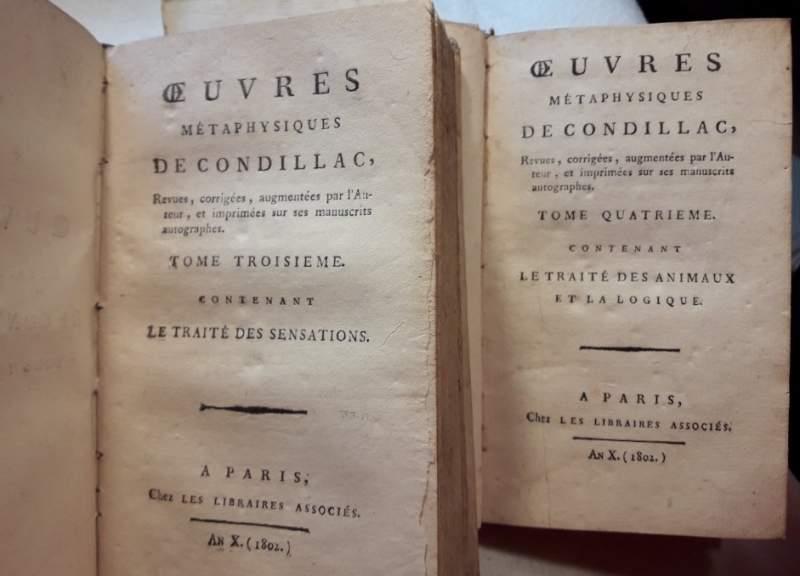 ŒUVRES
MÉTAPHYSIQUES
DE CONDILLAC,
Revues, corrigées, augmentées par l'Au-
teur, et imprimées sur ses manuscrits
autographes.
TOME TROISIEME.
CONTENANT
LE TRAITÉ DES SENSATIONS.
A PARIS,
Chez LES LIBRAIRES ASSOCIÉS.
AN X. (1802.)
ŒUVRES
MÉTAPHYSIQUES
DE CONDILLAC,
Revues, corrigées, augmentées par l'Au-
teur, et imprimées sur ses manuscrits
autographes.
TOME QUATRIEME.
CONTENANT
LE TRAITÉ DES ANIMAUX
ET LA LOGIQUE.
A PARIS,
Chez LES LIBRAIRES ASSOCIÉS.
AN X. (1802.)